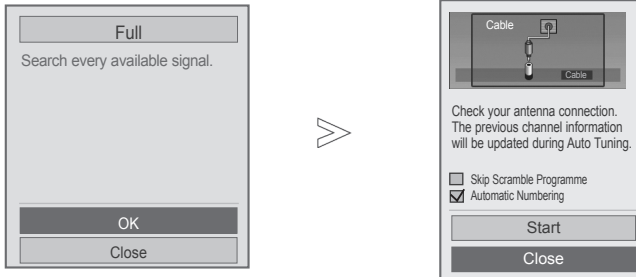 Full
Search every available signal.
OK
Close
Cable
Cable
Check your antenna connection.
The previous channel information
will be updated during Auto Tuning.
Skip Scramble Programme
Automatic Numbering
Start
Close